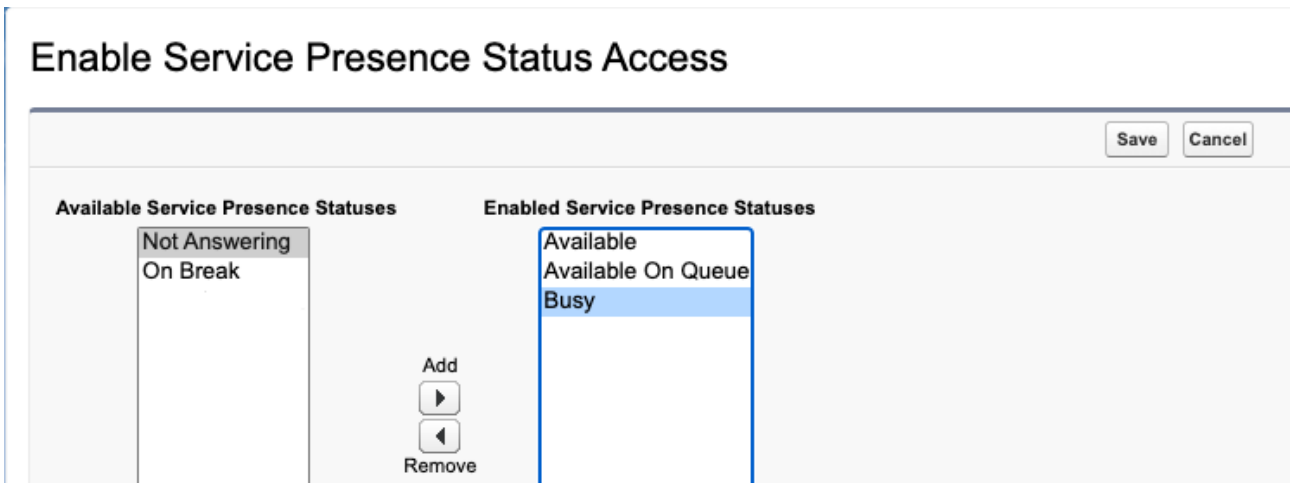 Enable Service Presence Status Access
Save Cancel
Available Service Presence Statuses
Not Answering
On Break
Add
Remove
Enabled Service Presence Statuses
Available
Available On Queue
Busy